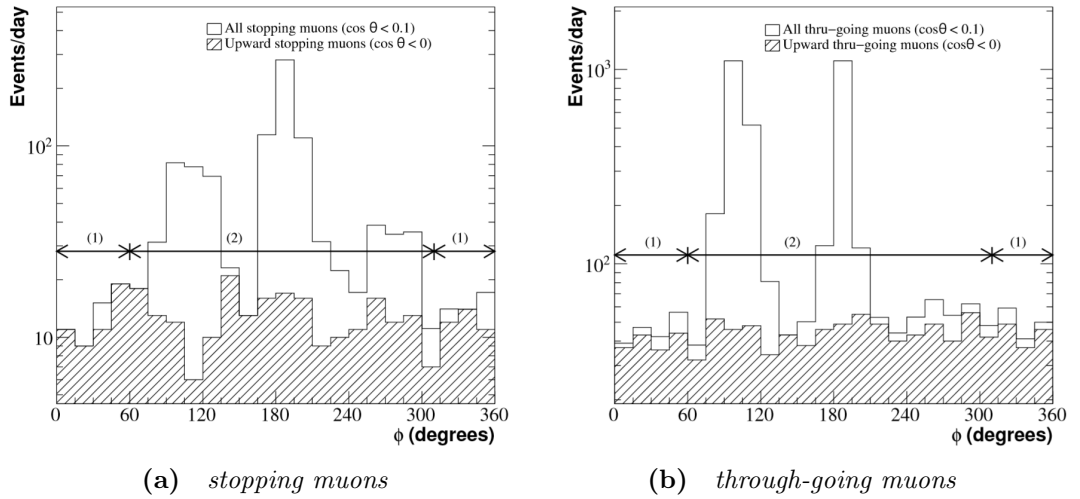 Events/day
All stopping muons (cos θ < 0.1)
Upward stopping muons (cos θ < 0)
10²
10
(1)
(2)
(1)
0 60 120 180 240 300 360
ϕ (degrees)
Events/day
All thru−going muons (cosθ < 0.1)
Upward thru−going muons (cosθ < 0)
10³
10²
(1)
(2)
(1)
0 60 120 180 240 300 360
ϕ (degrees)
(a) stopping muons
(b) through-going muons